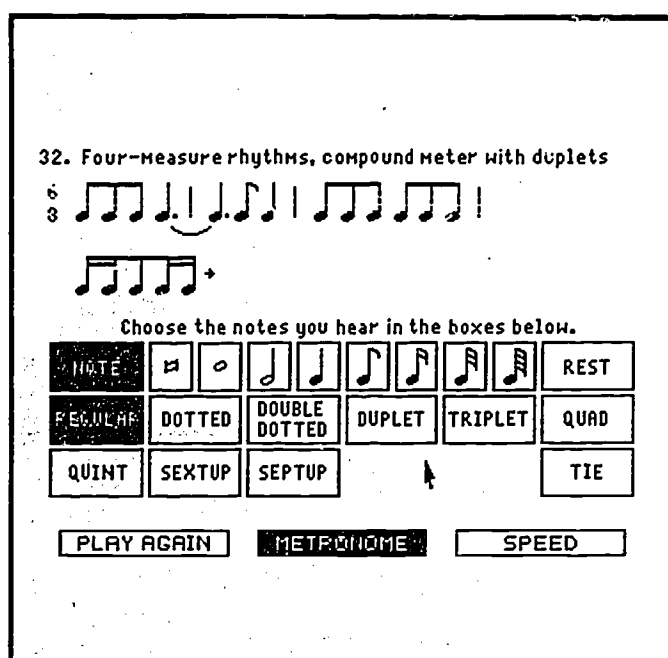 32. Four-measure rhythms, compound meter with duplets
6
8
Choose the notes you hear in the boxes below.
NOTE REST
REGULAR DOTTED DOUBLE DOTTED DUPLET TRIPLET QUAD
QUINT SEXTUP SEPTUP TIE
PLAY AGAIN METRONOME SPEED